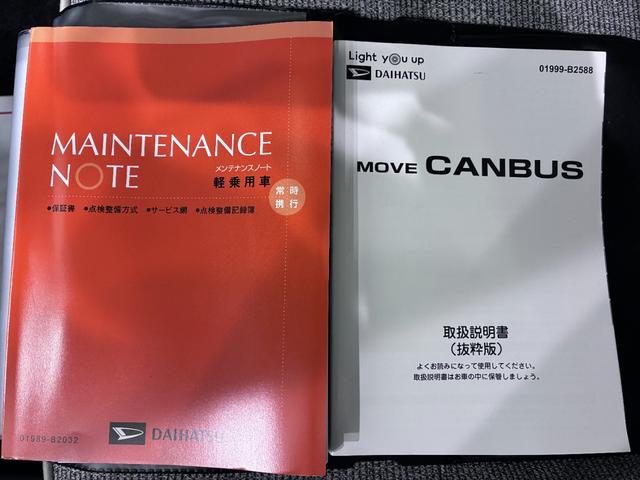 MAINTENANCE
NOTE
メンテナンスノート
軽乗用車
常時
携行
●保証書 ●点検整備方式 ●サービス網 ●点検整備記録簿
DAIHATSU
01989-B2032
Light you up
DAIHATSU
01999-B2588
MOVE CANBUS
取扱説明書
（抜粋版）
よくお読みになって使用してください。
取扱説明書はお車の中に保管しましょう。